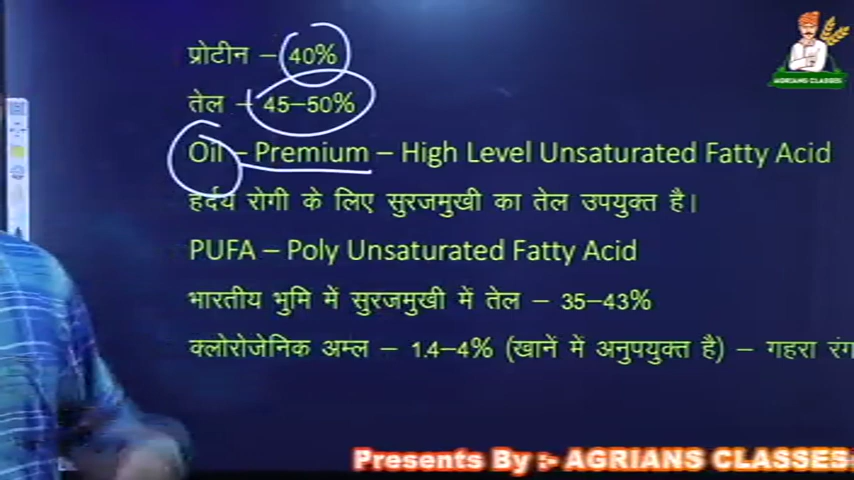 प्रोटीन – 40%
तेल – 45–50%
Oil – Premium – High Level Unsaturated Fatty Acid
हर्दय रोगी के लिए सुरजमुखी का तेल उपयुक्त है।
PUFA – Poly Unsaturated Fatty Acid
भारतीय भुमि में सुरजमुखी में तेल – 35–43%
क्लोरोजेनिक अम्ल – 1.4–4% (खानें में अनुपयुक्त है) – गहरा रंग
AGRIANS CLASSES
Presents By :- AGRIANS CLASSES